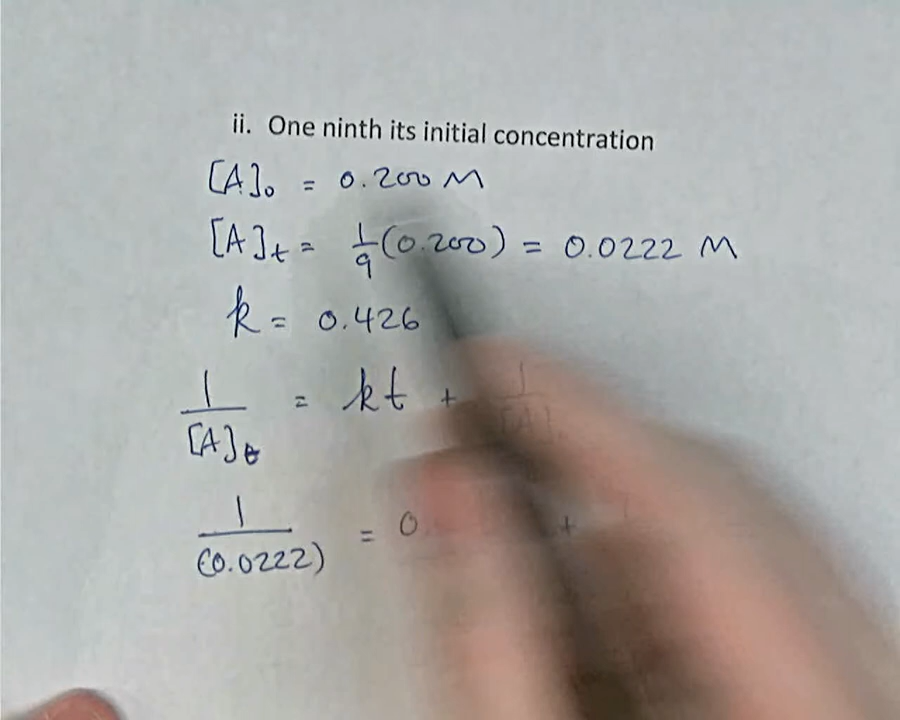 ii. One ninth its initial concentration
[A]₀ = 0.200 M
[A]t = 1/9 (0.200) = 0.0222 M
k = 0.426
1/[A]t = kt + 1/[A]
1/(0.0222) = 0. +